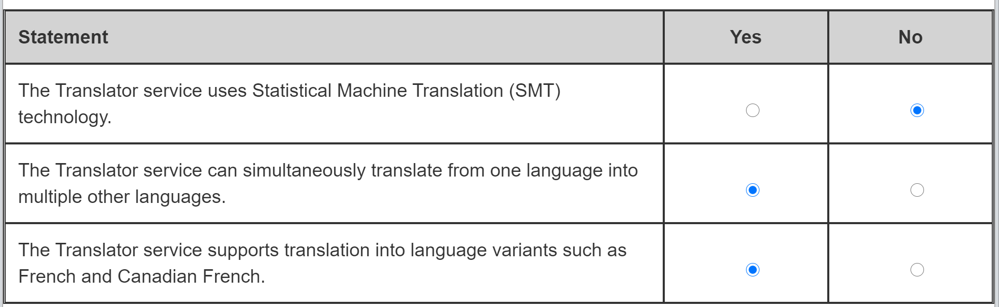 Statement Yes No
The Translator service uses Statistical Machine Translation (SMT)
technology.
The Translator service can simultaneously translate from one language into
multiple other languages.
The Translator service supports translation into language variants such as
French and Canadian French.